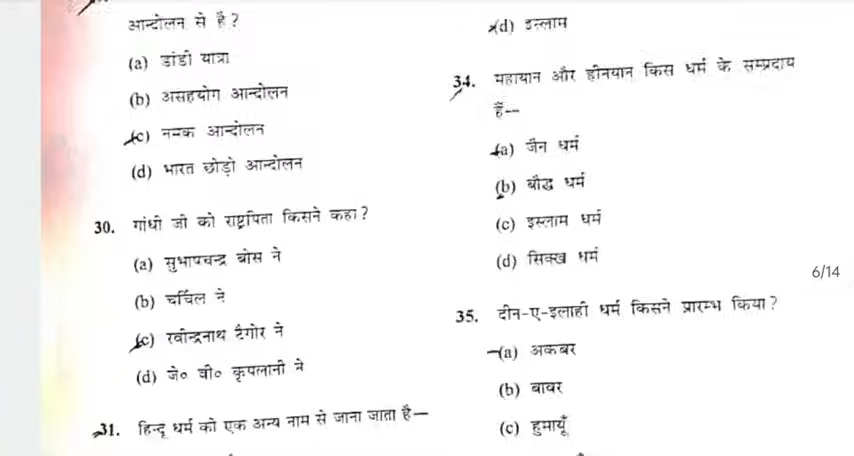 आन्दोलन से है?
(a) डांडी यात्रा
(b) असहयोग आन्दोलन
(c) नमक आन्दोलन
(d) भारत छोड़ो आन्दोलन
30. गांधी जी को राष्ट्रपिता किसने कहा?
(a) सुभाषचन्द्र बोस ने
(b) चर्चिल ने
(c) रवीन्द्रनाथ टैगोर ने
(d) जे० बी० कृपलानी ने
31. हिन्दू धर्म को एक अन्य नाम से जाना जाता है—
(d) इस्लाम
34. महायान और हीनयान किस धर्म के सम्प्रदाय
हैं—
(a) जैन धर्म
(b) बौद्ध धर्म
(c) इस्लाम धर्म
(d) सिक्ख धर्म
35. दीन-ए-इलाही धर्म किसने प्रारम्भ किया?
(a) अकबर
(b) बाबर
(c) हुमायूँ
6/14